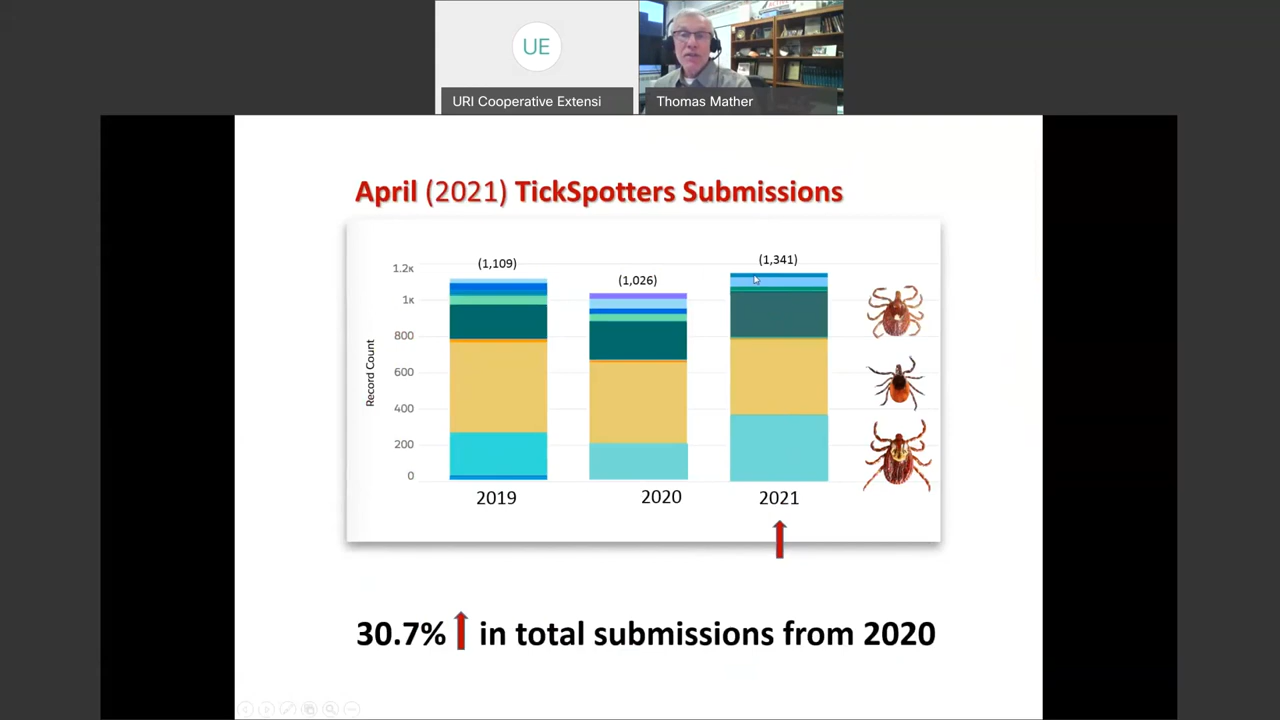 UE
URI Cooperative Extensi
Thomas Mather
April (2021) TickSpotters Submissions
(1,109)
(1,026)
(1,341)
1.2K
1K
800
600
400
200
0
Record Count
2019
2020
2021
30.7% in total submissions from 2020